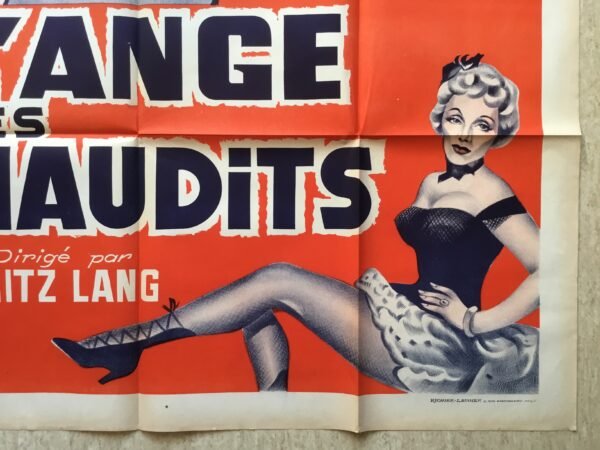 'ANGE
ES
AUDiTS
Dirigé par
ITZ LANG